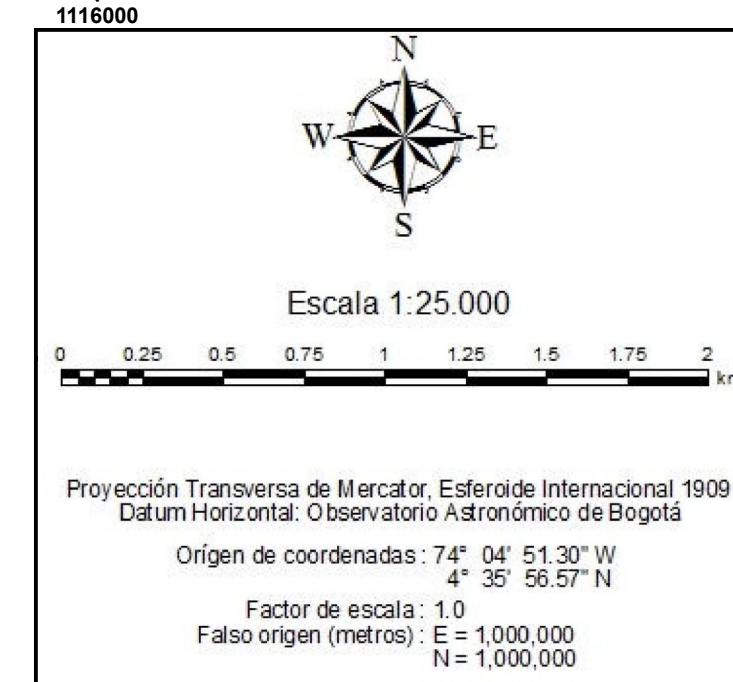 1116000
N
W E
S
Escala 1:25.000
0 0.25 0.5 0.75 1 1.25 1.5 1.75 2
Proyección Transversa de Mercator, Esferoide Internacional 1909
Datum Horizontal: Observatorio Astronómico de Bogotá
Orígen de coordenadas : 74° 04' 51.30" W
4° 35' 56.57" N
Factor de escala : 1.0
Falso origen (metros) : E = 1,000,000
N = 1,000,000